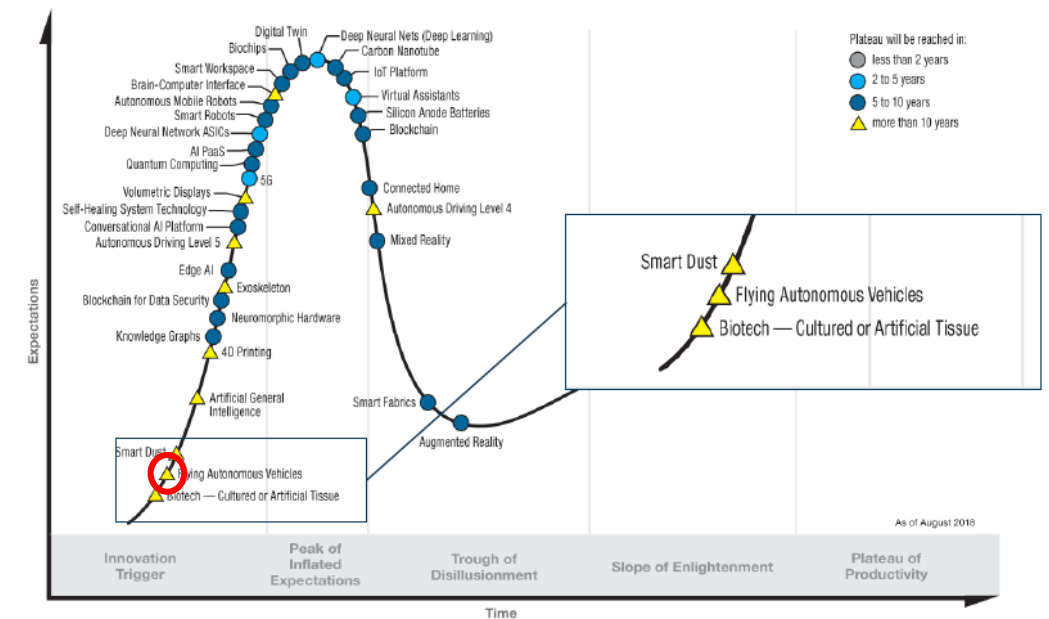 Digital Twin
Deep Neural Nets (Deep Learning)
Biochips
Carbon Nanotube
Smart Workspace
IoT Platform
Brain-Computer Interface
Virtual Assistants
Autonomous Mobile Robots
Silicon Anode Batteries
Smart Robots
Blockchain
Deep Neural Network ASICs
AI PaaS
Quantum Computing
5G
Connected Home
Volumetric Displays
Autonomous Driving Level 4
Self-Healing System Technology
Conversational AI Platform
Mixed Reality
Autonomous Driving Level 5
Edge AI
Exoskeleton
Blockchain for Data Security
Neuromorphic Hardware
Knowledge Graphs
4D Printing
Artificial General
Intelligence
Smart Fabrics
Augmented Reality
Smart Dust
Flying Autonomous Vehicles
Biotech — Cultured or Artificial Tissue
Plateau will be reached in:
less than 2 years
2 to 5 years
5 to 10 years
more than 10 years
Smart Dust
Flying Autonomous Vehicles
Biotech — Cultured or Artificial Tissue
As of August 2018
Expectations
Innovation
Trigger
Peak of
Inflated
Expectations
Trough of
Disillusionment
Slope of Enlightenment
Plateau of
Productivity
Time